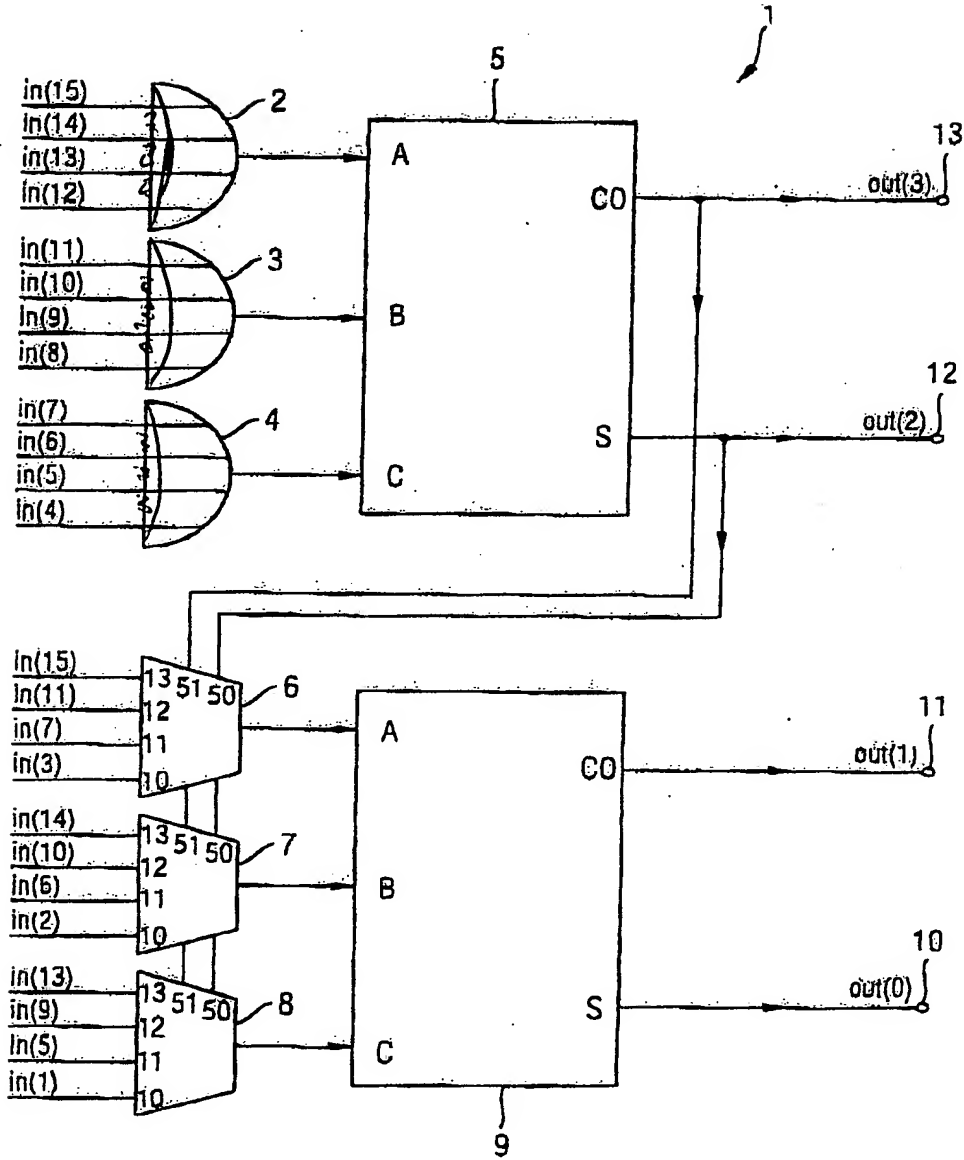 1
5
in(15)
in(14)
in(13)
in(12)
2
A
CO
out(3)
13
in(11)
in(10)
in(9)
in(8)
3
B
12
in(7)
in(6)
in(5)
in(4)
4
C
S
out(2)
in(15)
in(11)
in(7)
in(3)
13
12
11
10
51 50
6
A
CO
out(1)
11
in(14)
in(10)
in(6)
in(2)
13
12
11
10
51 50
7
B
in(13)
in(9)
in(5)
in(1)
13
12
11
10
51 50
8
C
S
out(0)
10
9